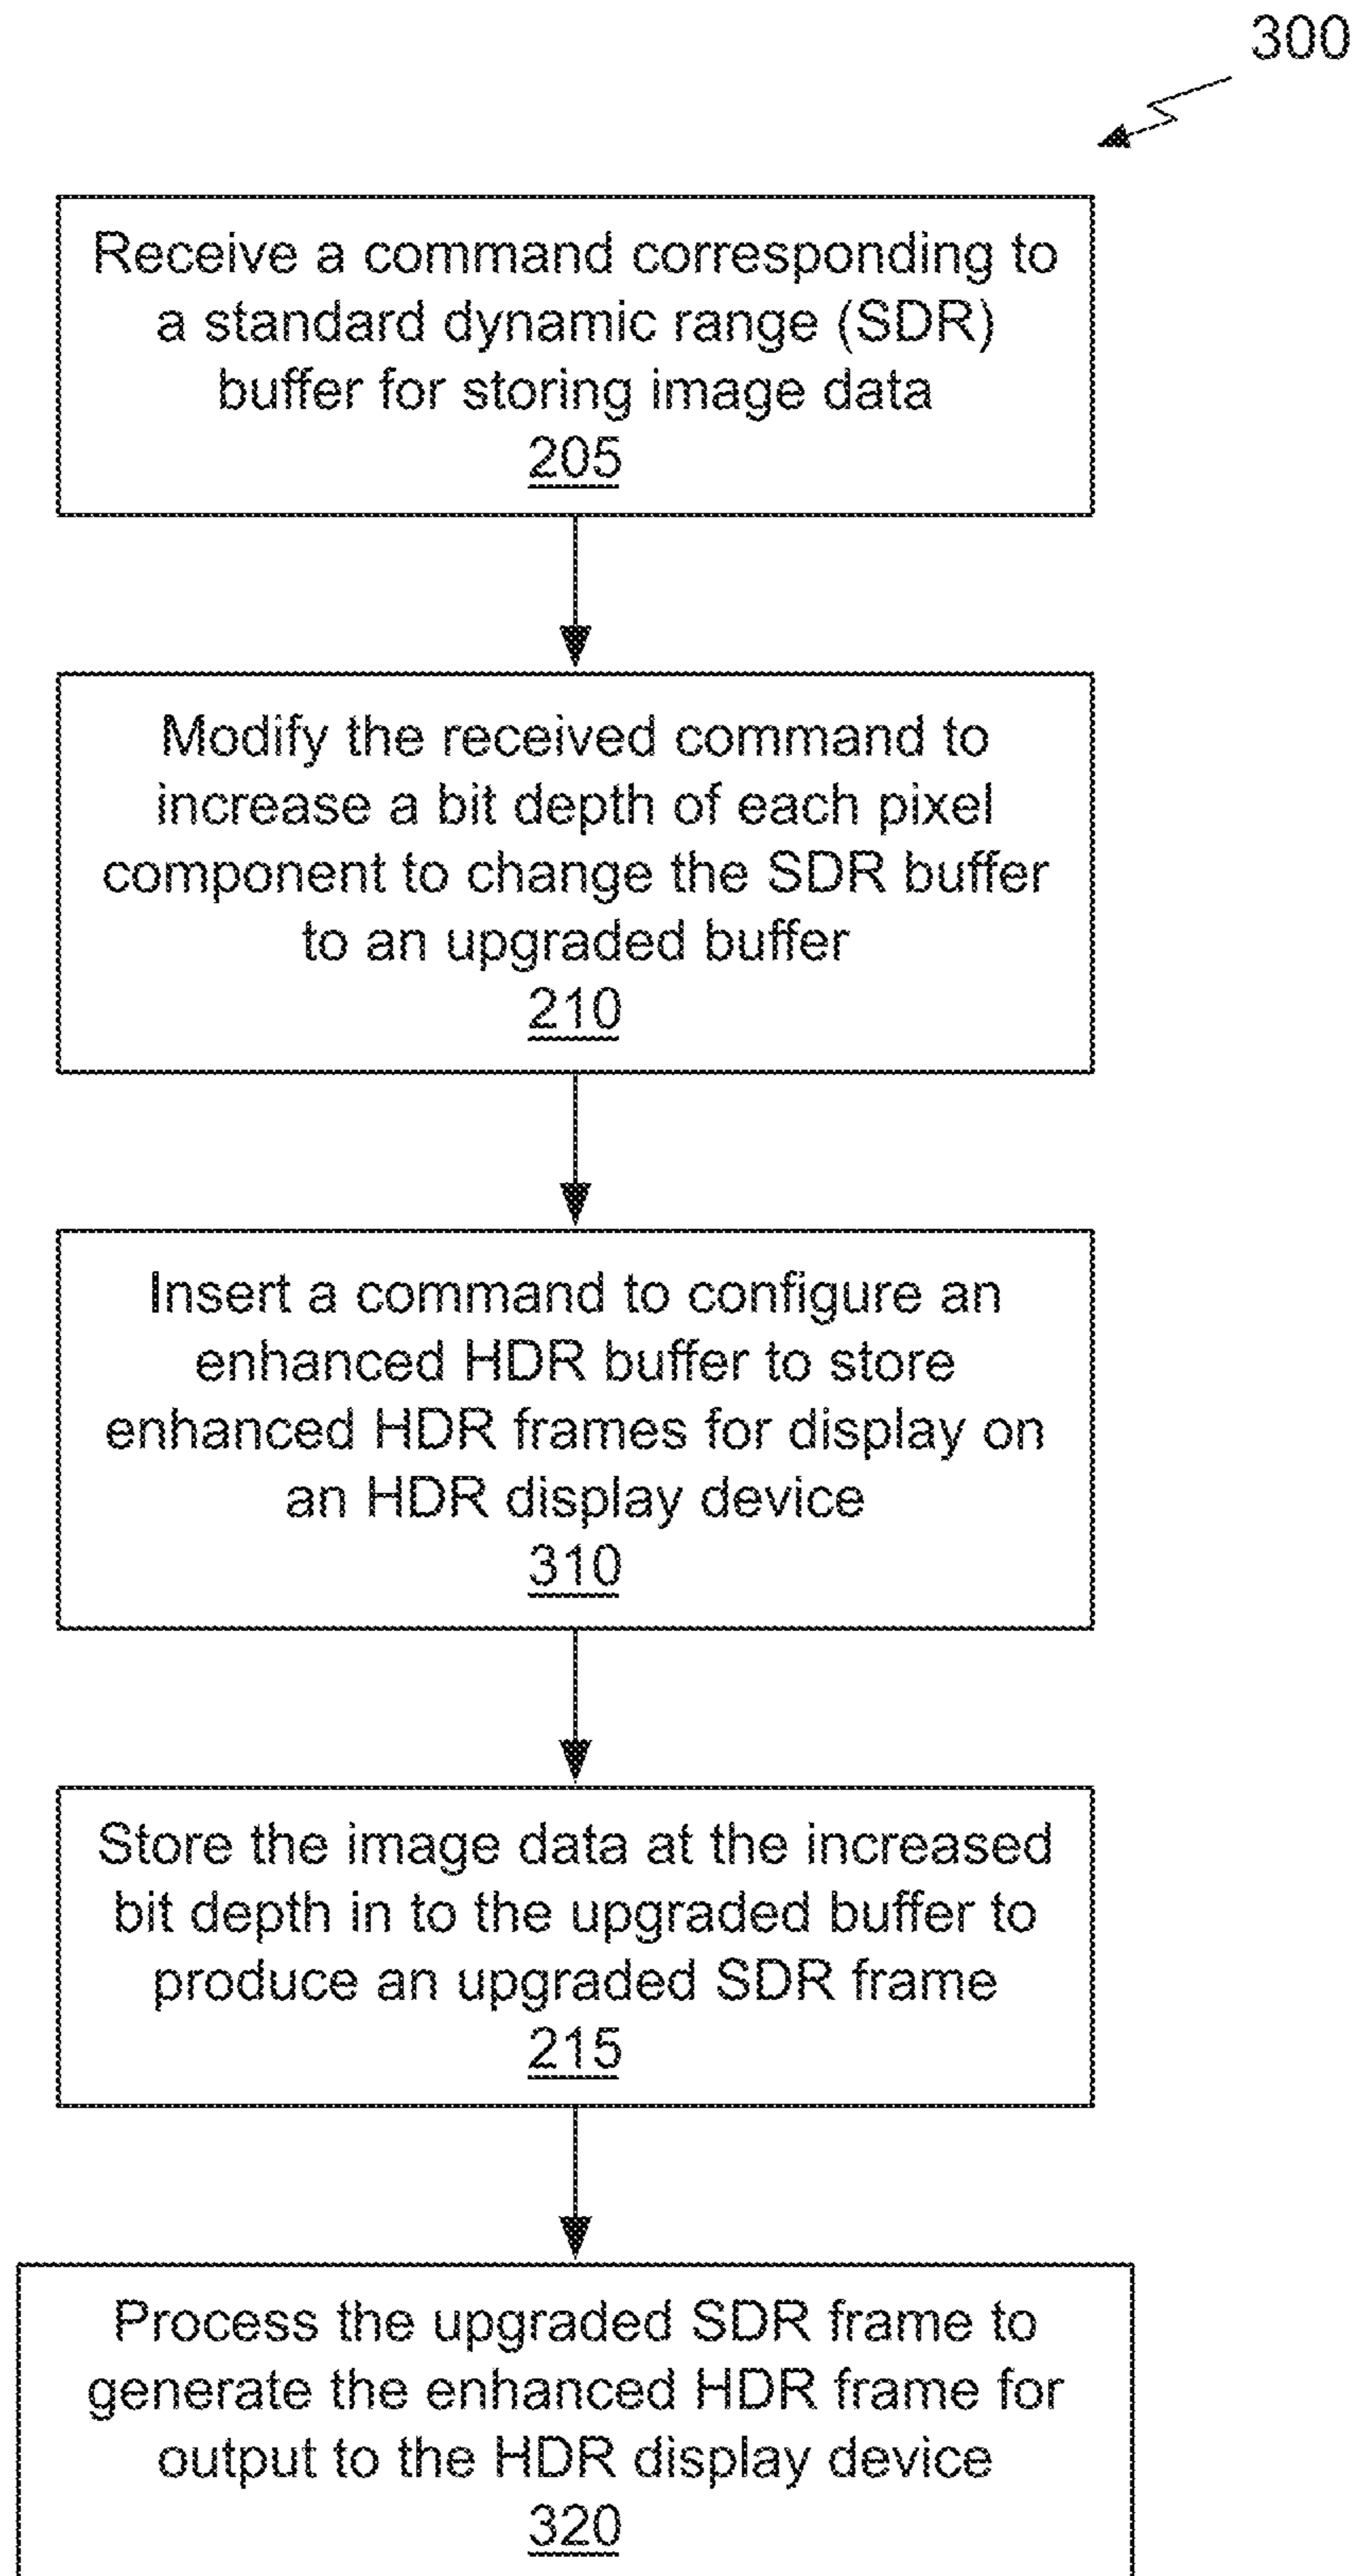 300
Receive a command corresponding to
a standard dynamic range (SDR)
buffer for storing image data
205
Modify the received command to
increase a bit depth of each pixel
component to change the SDR buffer
to an upgraded buffer
210
Insert a command to configure an
enhanced HDR buffer to store
enhanced HDR frames for display on
an HDR display device
310
Store the image data at the increased
bit depth in to the upgraded buffer to
produce an upgraded SDR frame
215
Process the upgraded SDR frame to
generate the enhanced HDR frame for
output to the HDR display device
320